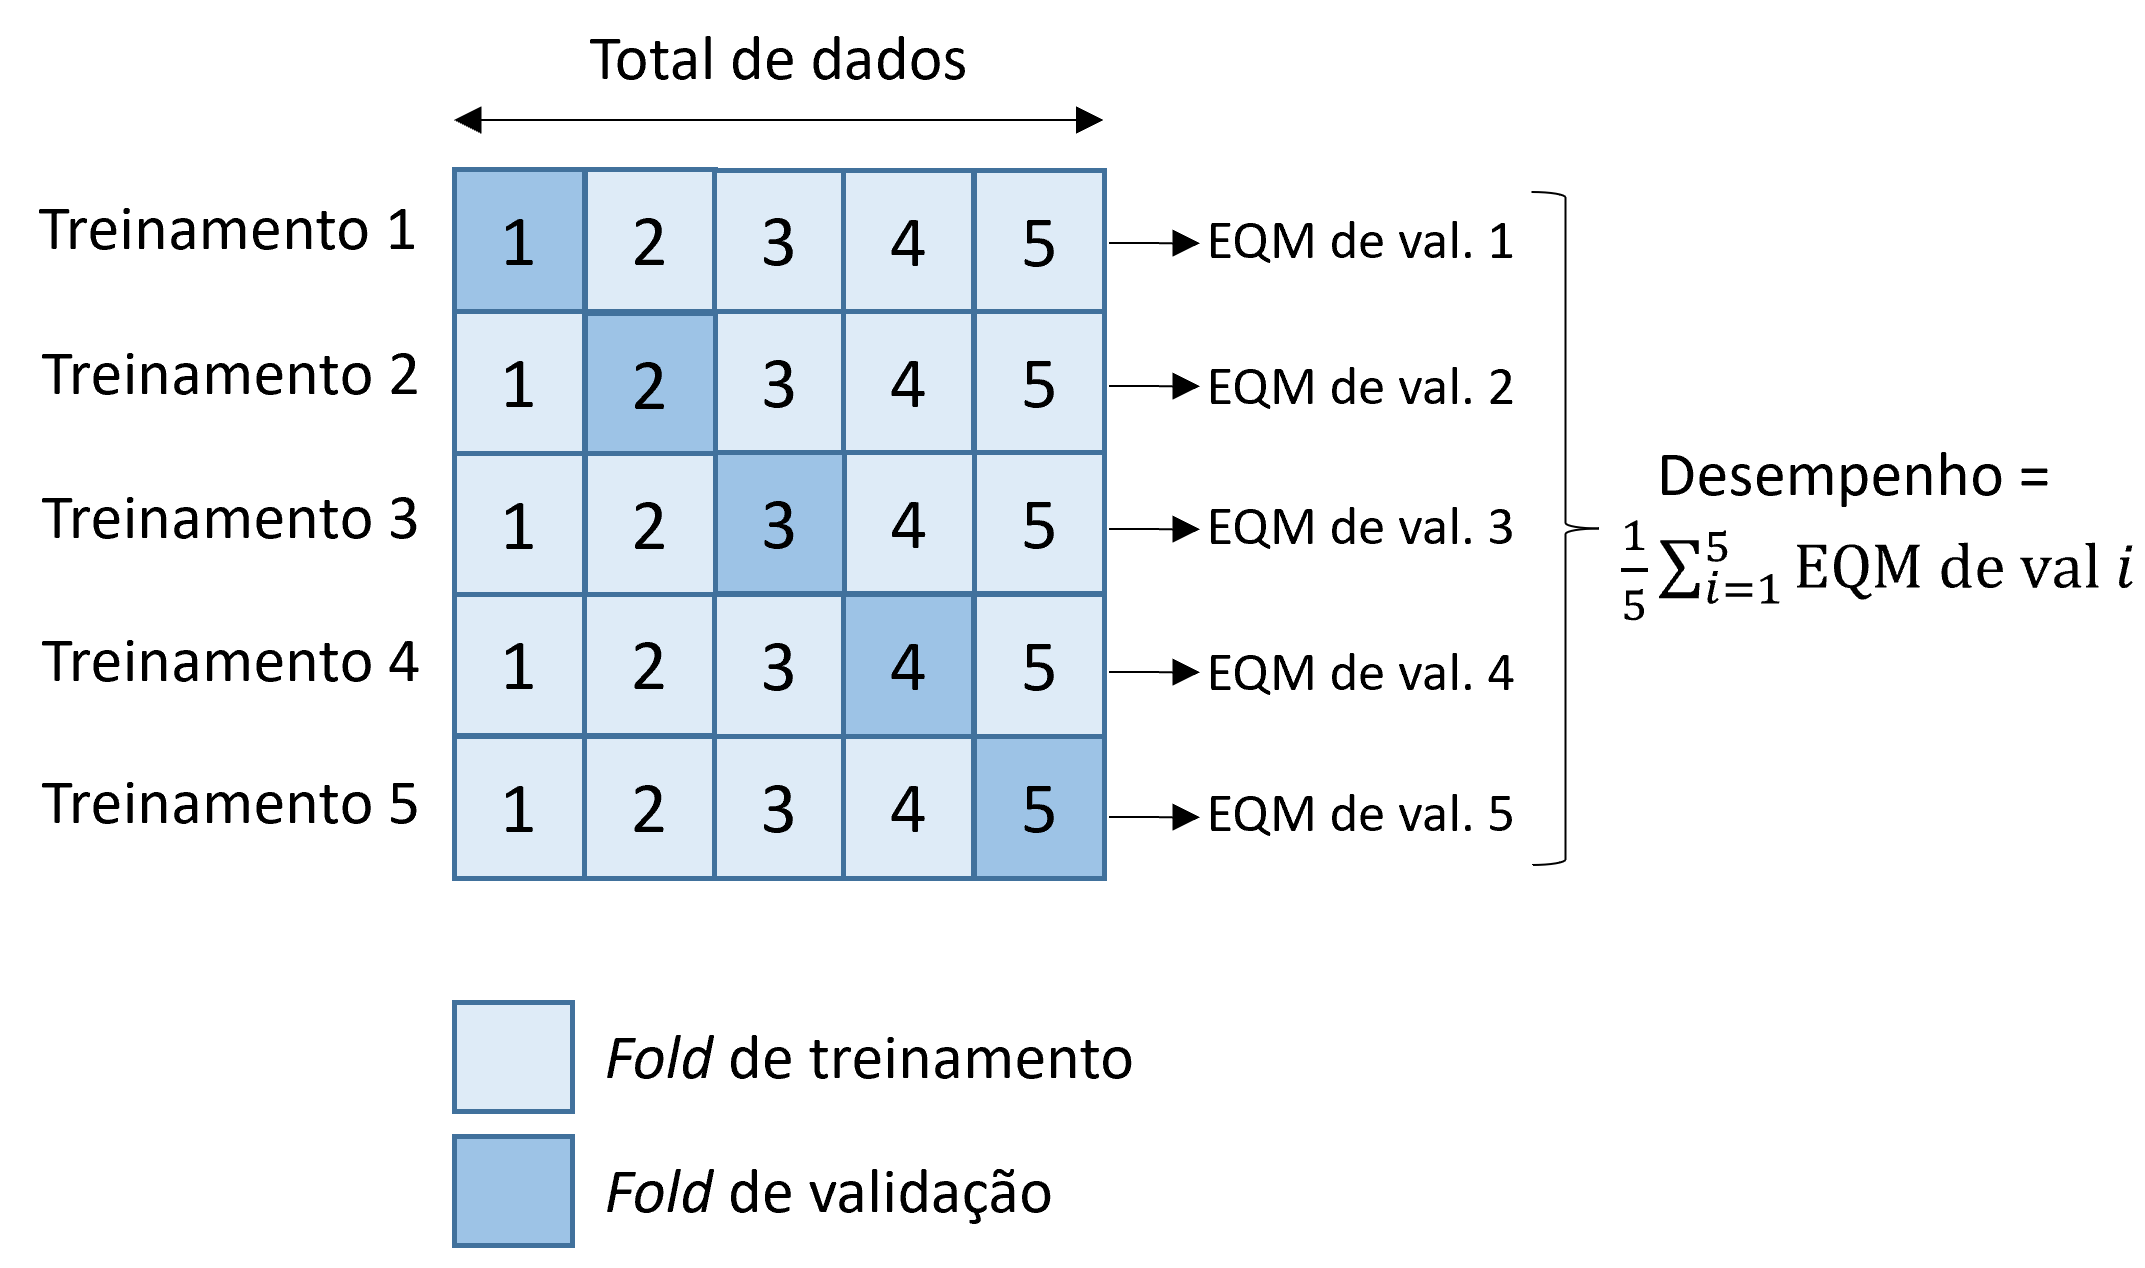 Total de dados
Treinamento 1 1 2 3 4 5 EQM de val. 1
Treinamento 2 1 2 3 4 5 EQM de val. 2
Treinamento 3 1 2 3 4 5 EQM de val. 3
Treinamento 4 1 2 3 4 5 EQM de val. 4
Treinamento 5 1 2 3 4 5 EQM de val. 5
Desempenho =
\frac{1}{5} \sum_{i=1}^{5} EQM de val i
Fold de treinamento
Fold de validação